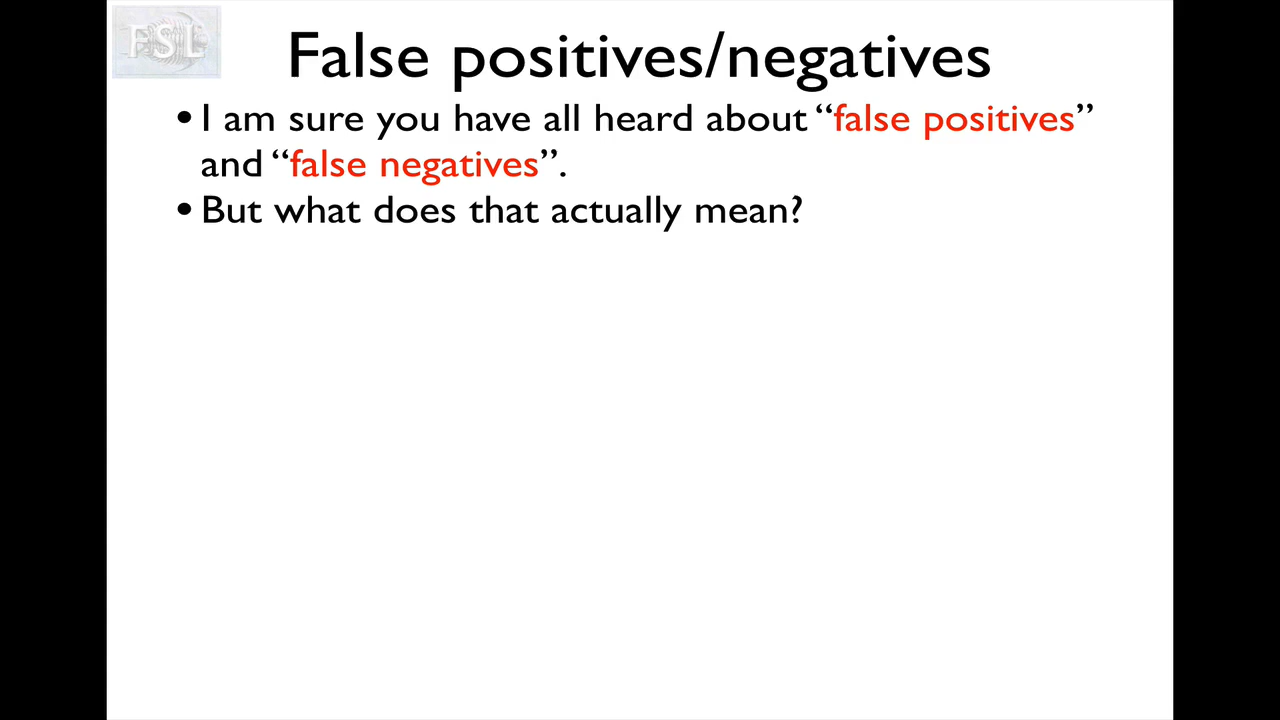 FSL
False positives/negatives
• I am sure you have all heard about “false positives”
and “false negatives”.
• But what does that actually mean?